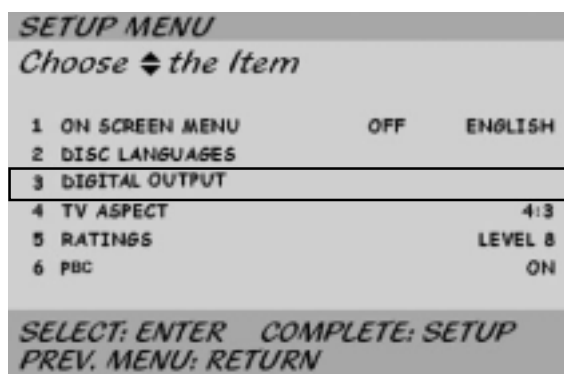 SETUP MENU
Choose the Item
1 ON SCREEN MENU OFF ENGLISH
2 DISC LANGUAGES
3 DIGITAL OUTPUT
4 TV ASPECT 4:3
5 RATINGS LEVEL 8
6 PBC ON
SELECT: ENTER COMPLETE: SETUP
PREV. MENU: RETURN